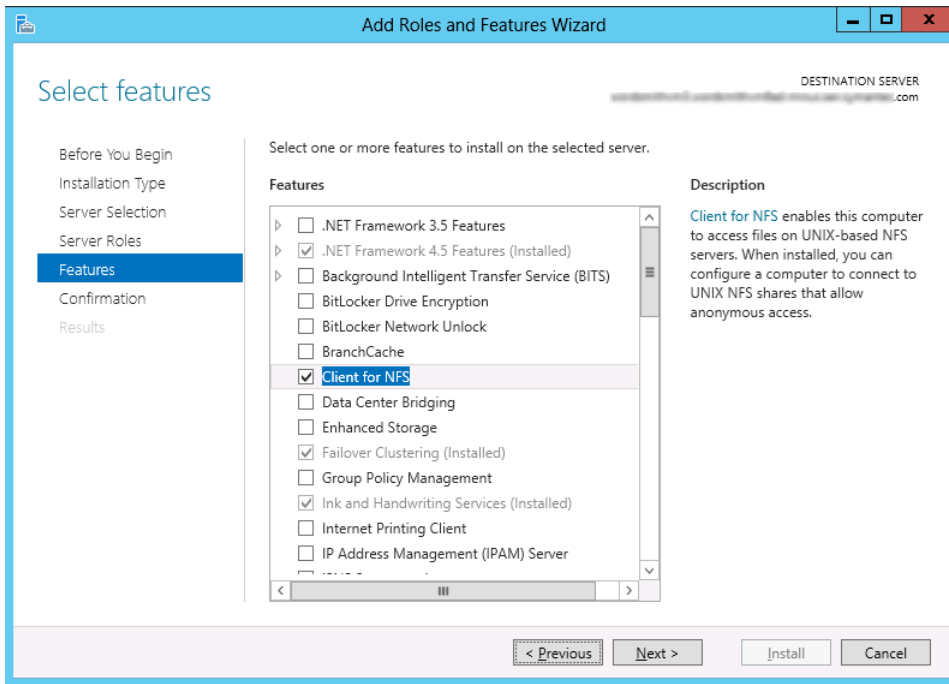 Add Roles and Features Wizard
Select features
DESTINATION SERVER
.com
Before You Begin
Installation Type
Server Selection
Server Roles
Features
Confirmation
Results
Select one or more features to install on the selected server.
Features
.NET Framework 3.5 Features
.NET Framework 4.5 Features (Installed)
Background Intelligent Transfer Service (BITS)
BitLocker Drive Encryption
BitLocker Network Unlock
BranchCache
Client for NFS
Data Center Bridging
Enhanced Storage
Failover Clustering (Installed)
Group Policy Management
Ink and Handwriting Services (Installed)
Internet Printing Client
IP Address Management (IPAM) Server
Description
Client for NFS enables this computer
to access files on UNIX-based NFS
servers. When installed, you can
configure a computer to connect to
UNIX NFS shares that allow
anonymous access.
< Previous
Next >
Install
Cancel